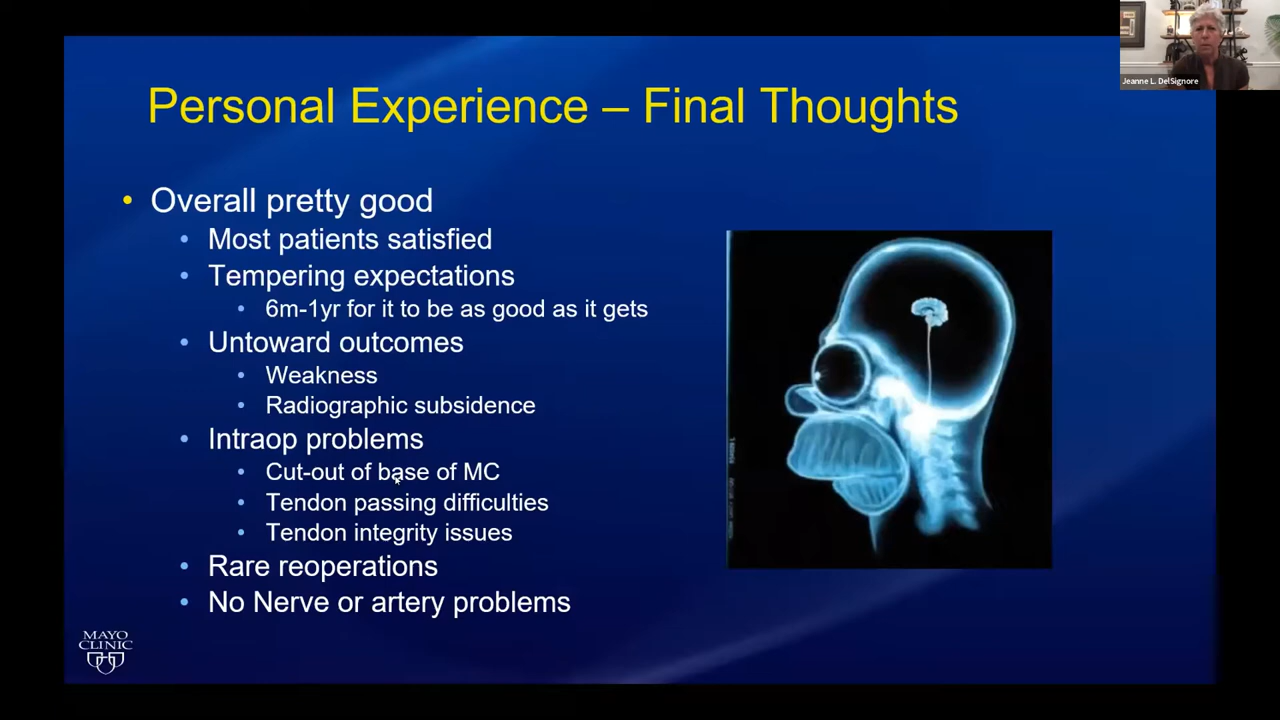 Jeanne L. DelSignore
Personal Experience – Final Thoughts
• Overall pretty good
• Most patients satisfied
• Tempering expectations
• 6m-1yr for it to be as good as it gets
• Untoward outcomes
• Weakness
• Radiographic subsidence
• Intraop problems
• Cut-out of base of MC
• Tendon passing difficulties
• Tendon integrity issues
• Rare reoperations
• No Nerve or artery problems
MAYO
CLINIC